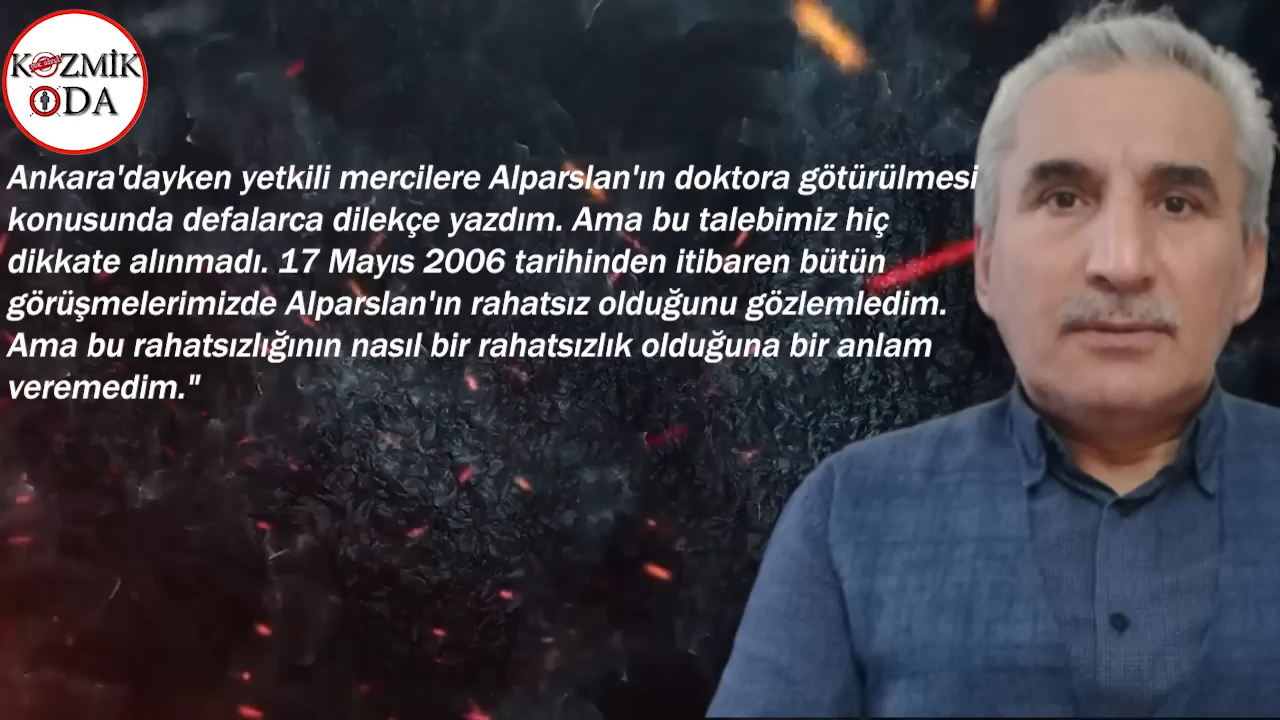 KOZMİK
ODA
Ankara'dayken yetkili mercilere Alparslan'ın doktora götürülmesi
konusunda defalarca dilekçe yazdım. Ama bu talebimiz hiç
dikkate alınmadı. 17 Mayıs 2006 tarihinden itibaren bütün
görüşmelerimizde Alparslan'ın rahatsız olduğunu gözlemledim.
Ama bu rahatsızlığının nasıl bir rahatsızlık olduğuna bir anlam
veremedim."